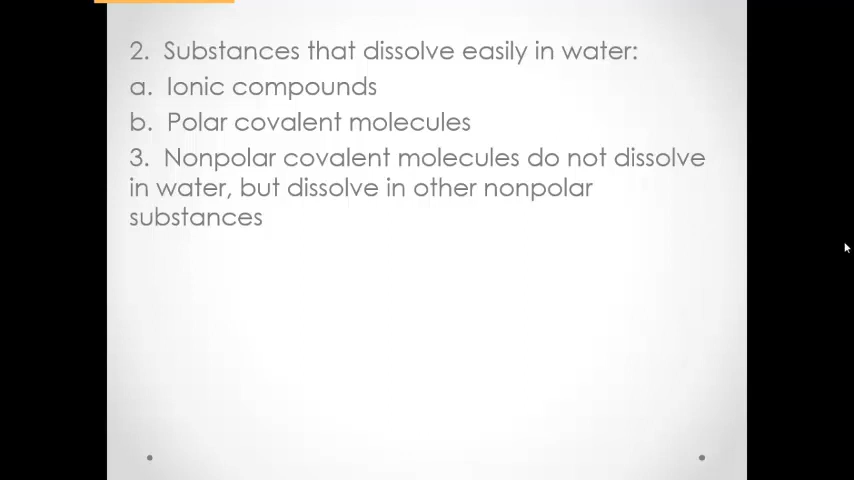 2. Substances that dissolve easily in water:
a. Ionic compounds
b. Polar covalent molecules
3. Nonpolar covalent molecules do not dissolve
in water, but dissolve in other nonpolar
substances